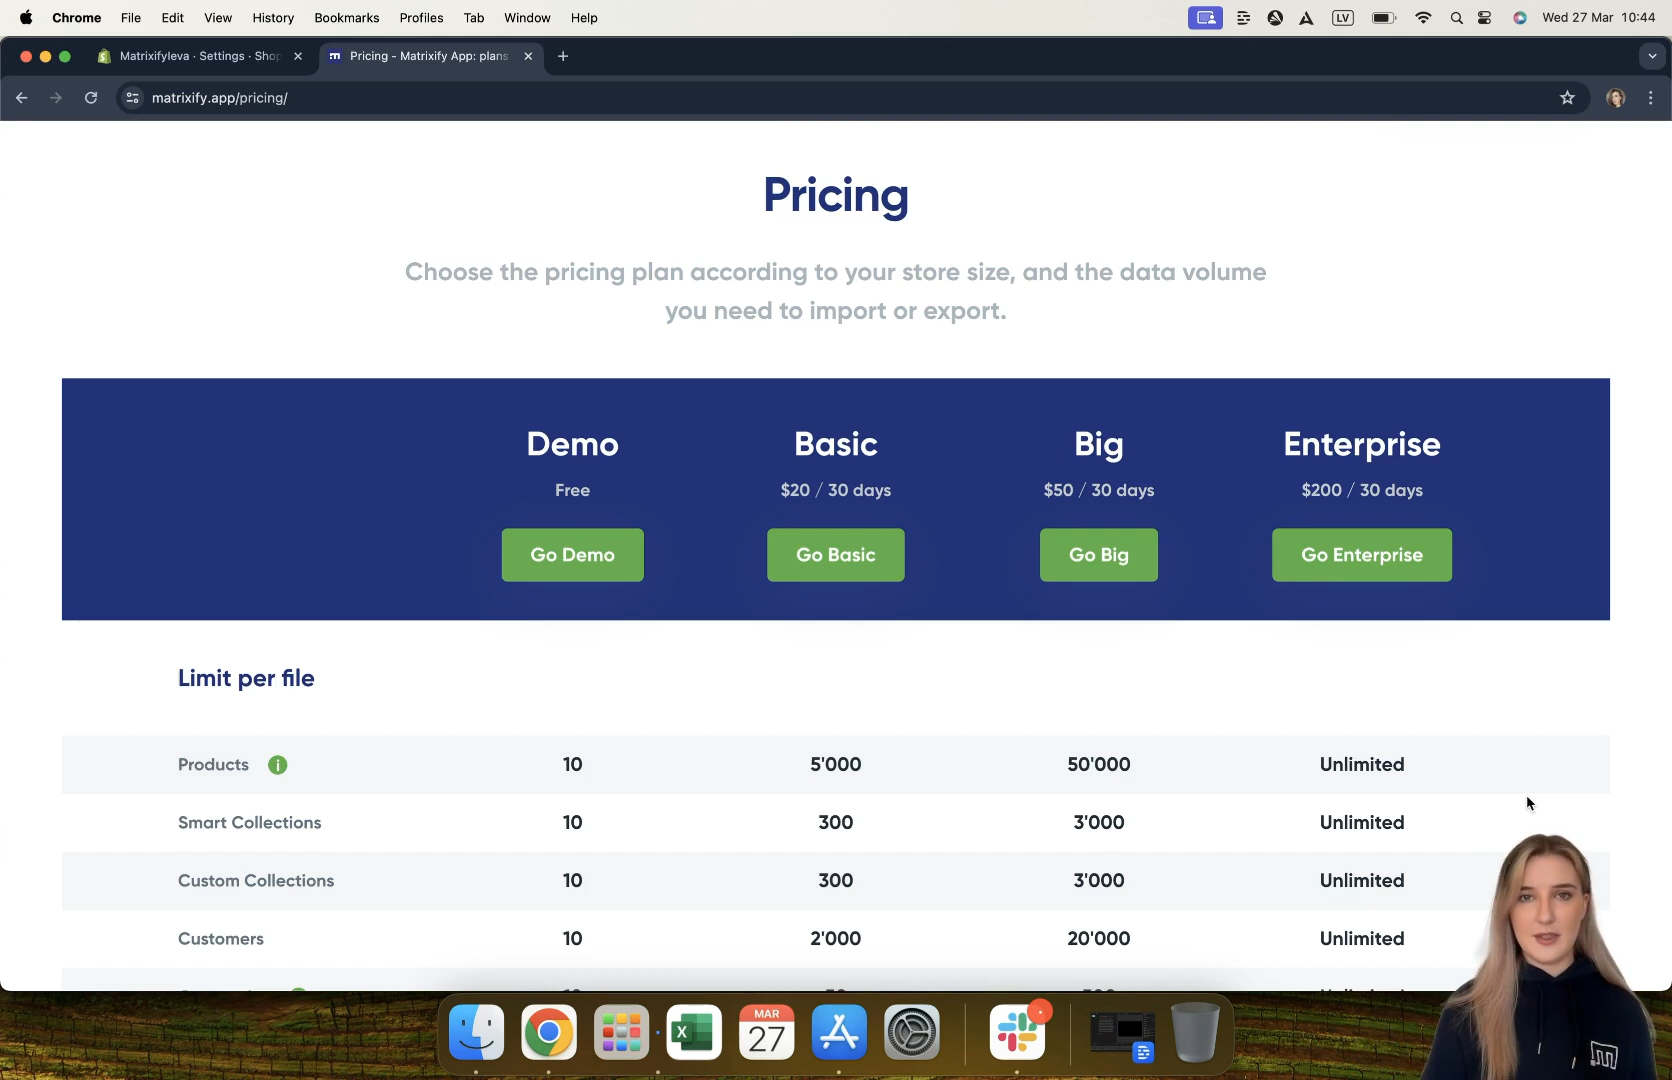 Chrome File Edit View History Bookmarks Profiles Tab Window Help LV Wed 27 Mar 10:44
MatrixifyIeva · Settings · Shop Pricing - Matrixify App: plans
matrixify.app/pricing/
Pricing
Choose the pricing plan according to your store size, and the data volume
you need to import or export.
Demo Basic Big Enterprise
Free $20 / 30 days $50 / 30 days $200 / 30 days
Go Demo Go Basic Go Big Go Enterprise
Limit per file
Products i 10 5'000 50'000 Unlimited
Smart Collections 10 300 3'000 Unlimited
Custom Collections 10 300 3'000 Unlimited
Customers 10 2'000 20'000 Unlimited
MAR
27